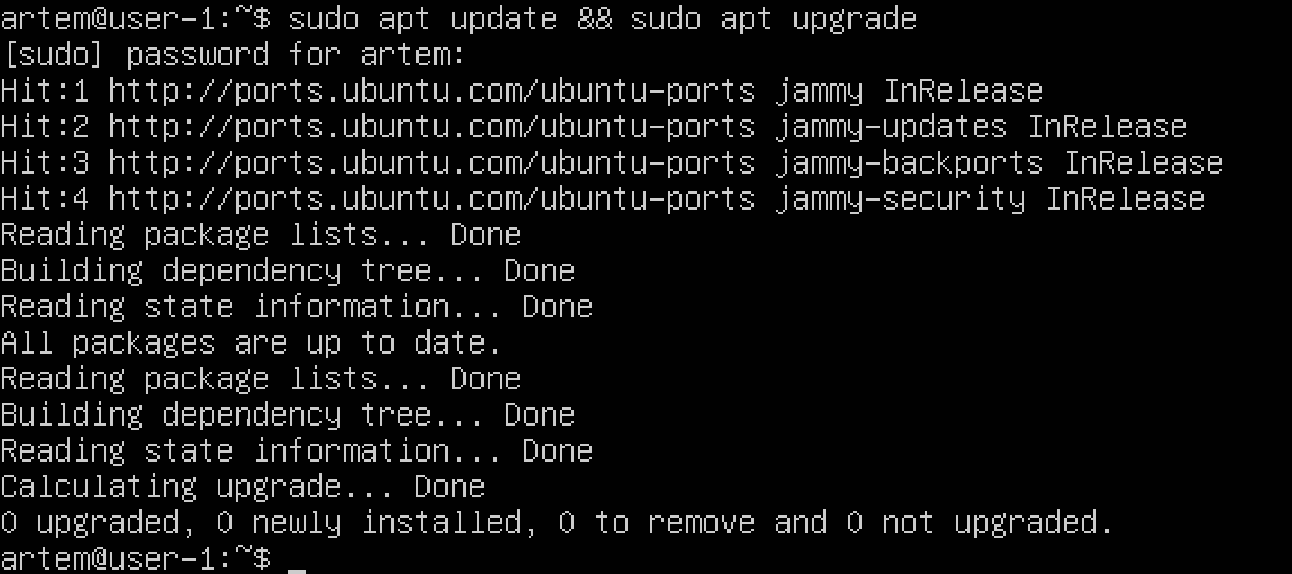 artem@user-1:~$ sudo apt update && sudo apt upgrade
[sudo] password for artem:
Hit:1 http://ports.ubuntu.com/ubuntu-ports jammy InRelease
Hit:2 http://ports.ubuntu.com/ubuntu-ports jammy-updates InRelease
Hit:3 http://ports.ubuntu.com/ubuntu-ports jammy-backports InRelease
Hit:4 http://ports.ubuntu.com/ubuntu-ports jammy-security InRelease
Reading package lists... Done
Building dependency tree... Done
Reading state information... Done
All packages are up to date.
Reading package lists... Done
Building dependency tree... Done
Reading state information... Done
Calculating upgrade... Done
0 upgraded, 0 newly installed, 0 to remove and 0 not upgraded.
artem@user-1:~$ _